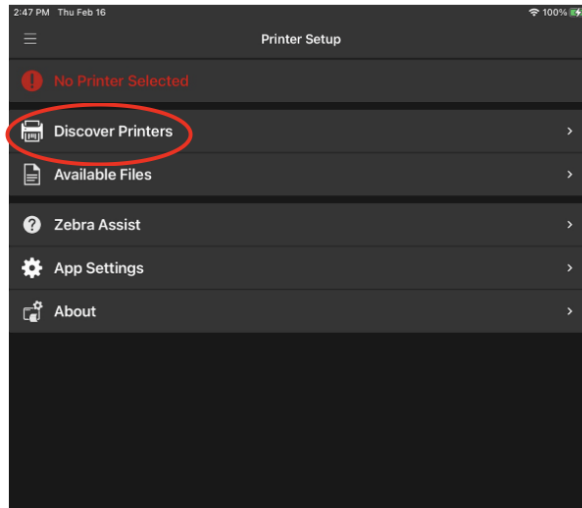 2:47 PM Thu Feb 16 100%
Printer Setup
No Printer Selected
Discover Printers
Available Files
Zebra Assist
App Settings
About